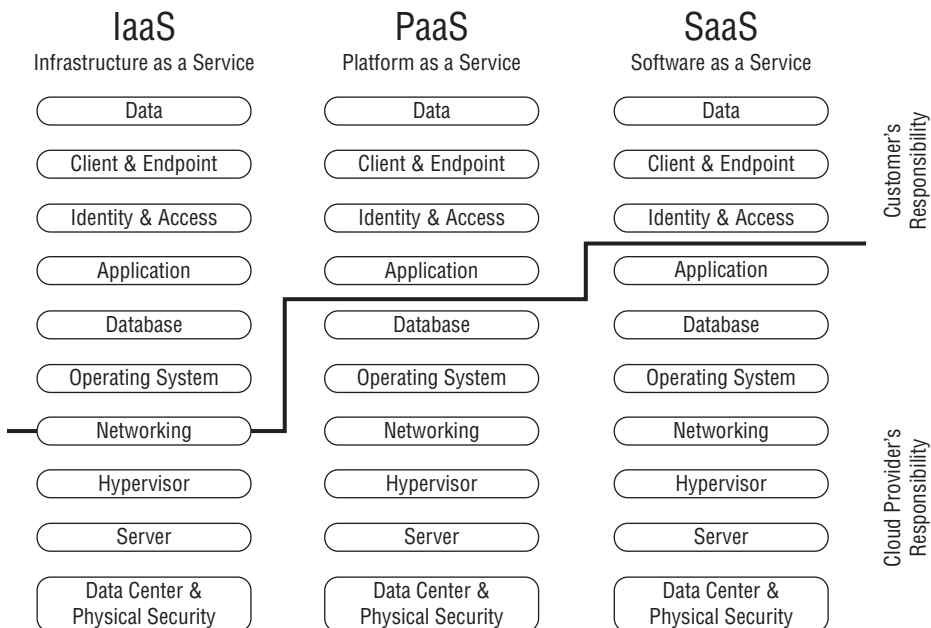 IaaS
Infrastructure as a Service
Data
Client & Endpoint
Identity & Access
Application
Database
Operating System
Networking
Hypervisor
Server
Data Center &
Physical Security
PaaS
Platform as a Service
Data
Client & Endpoint
Identity & Access
Application
Database
Operating System
Networking
Hypervisor
Server
Data Center &
Physical Security
SaaS
Software as a Service
Data
Client & Endpoint
Identity & Access
Application
Database
Operating System
Networking
Hypervisor
Server
Data Center &
Physical Security
Customer's
Responsibility
Cloud Provider's
Responsibility